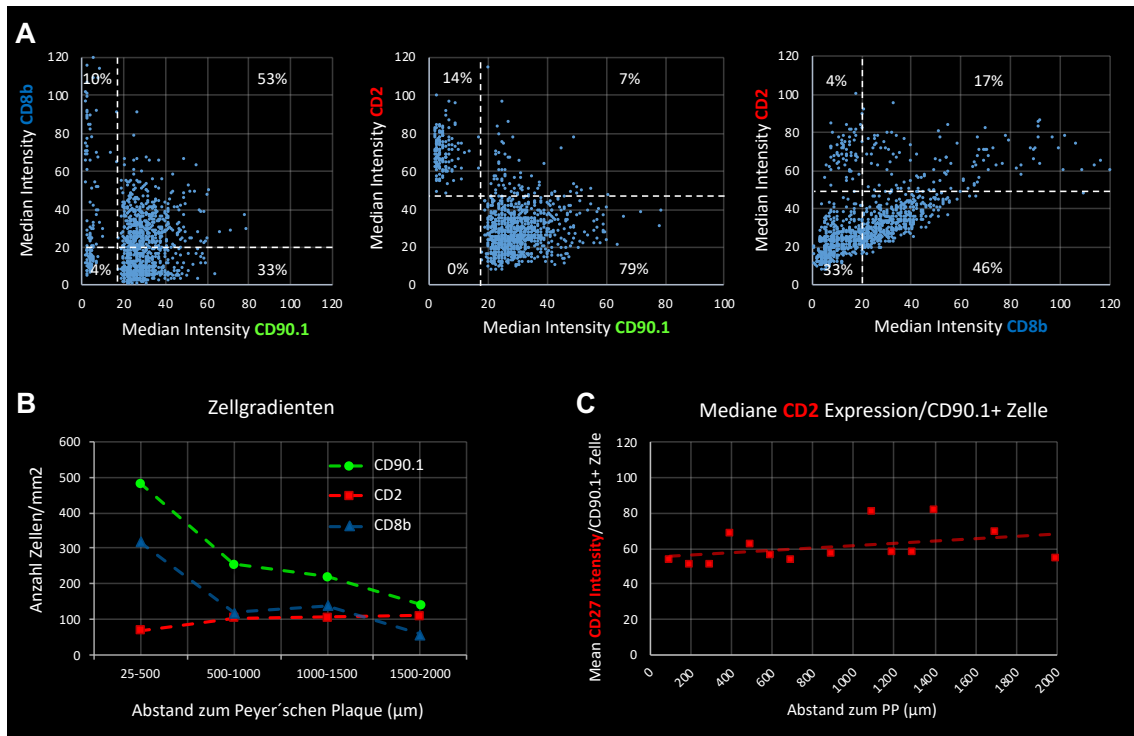 A
Median Intensity CD8b
120
100
80
60
40
20
0
10%
53%
4%
33%
0 20 40 60 80 100 120
Median Intensity CD90.1
Median Intensity CD2
120
100
80
60
40
20
0
14%
7%
0%
79%
0 20 40 60 80 100 120
Median Intensity CD90.1
Median Intensity CD2
120
100
80
60
40
20
0
4%
17%
33%
46%
0 20 40 60 80 100 120
Median Intensity CD8b
B
Zellgradienten
Anzahl Zellen/mm2
600
500
400
300
200
100
0
CD90.1
CD2
CD8b
25-500 500-1000 1000-1500 1500-2000
Abstand zum Peyer´schen Plaque (µm)
C
Mediane CD2 Expression/CD90.1+ Zelle
Mean CD27 Intensity/CD90.1+ Zelle
120
100
80
60
40
20
0
0 200 400 600 800 1000 1200 1400 1600 1800 2000
Abstand zum PP (µm)